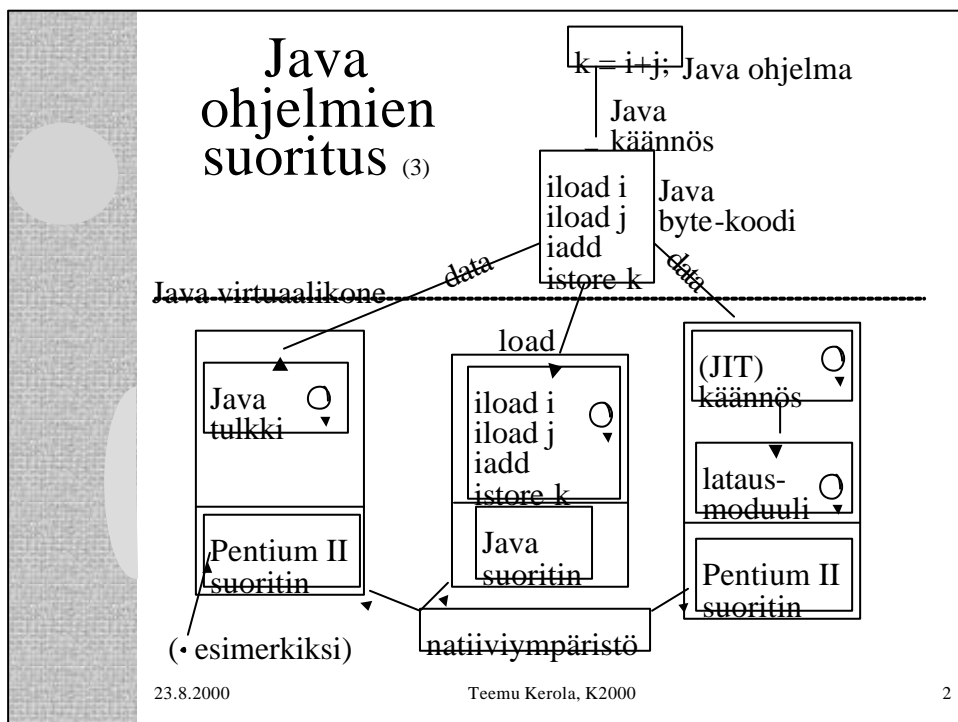 Java
ohjelmien
suoritus (3)
k = i+j; Java ohjelma
Java
käännös
iload i
iload j
iadd
istore k
Java
byte-koodi
data
data
Java virtuaalikone
Java
tulkki
Pentium II
suoritin
(• esimerkiksi)
load
iload i
iload j
iadd
istore k
Java
suoritin
natiiviympäristö
(JIT)
käännös
lataus-
moduuli
Pentium II
suoritin
23.8.2000
Teemu Kerola, K2000
2